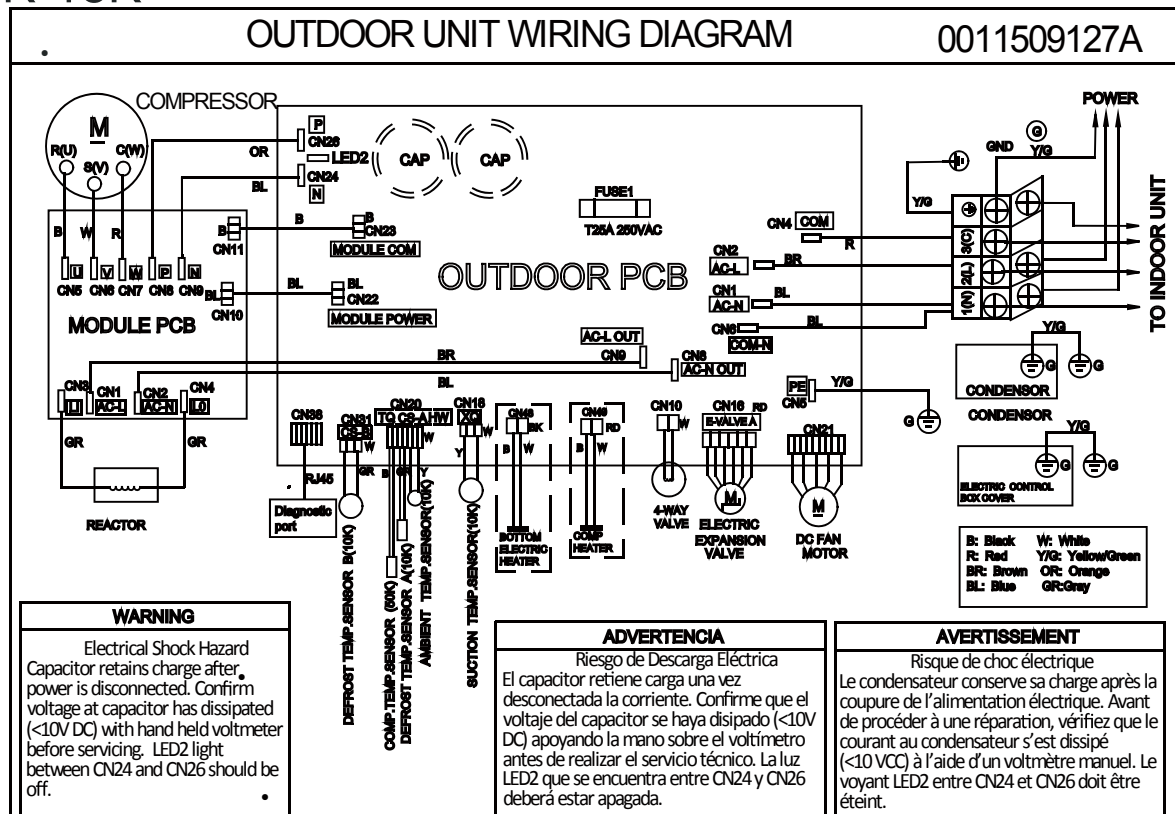 OUTDOOR UNIT WIRING DIAGRAM
0011509127A
COMPRESSOR
M
R(U)
S(V)
C(W)
P
CN26
LED2
CN24
N
OR
BL
CAP
CAP
FUSE1
T25A 250VAC
POWER
G
GND
Y/G
Y/G
CN4
COM
R
3(C)
2(L)
1(N)
TO INDOOR UNIT
B
W
R
B
CN11
B
B
CN23
MODULE COM
CN2
AC-L
BR
OUTDOOR PCB
U
V
W
P
N
CN5
CN6
CN7
CN8
CN9
BL
CN10
BL
BL
CN22
MODULE POWER
CN1
AC-N
BL
CN6
COM-N
BL
MODULE PCB
AC-L OUT
CN9
CN8
AC-N OUT
BR
BL
Y/G
G
G
CONDENSOR
CONDENSOR
CN3
LI
CN1
AC-L
CN2
AC-N
CN4
L0
GR
GR
REACTOR
CN38
RJ45
Diagnostic
port
CN31
CS-B
W
GR
CN20
TQ CS-A HW
W
B
GR
Y
CN18
XQ
W
Y
CN48
BK
B
W
BOTTOM
ELECTRIC
HEATER
CN49
RD
B
W
COMP
HEATER
CN10
W
4-WAY
VALVE
CN16
RD
E-VALVE A
M
ELECTRIC
EXPANSION
VALVE
PE
CN5
Y/G
G
CN21
M
DC FAN
MOTOR
Y/G
G
G
ELECTRIC CONTROL
BOX COVER
DEFROST TEMP.SENSOR B(10K)
COMP.TEMP.SENSOR (50K)
DEFROST TEMP.SENSOR A(10K)
AMBIENT TEMP.SENSOR(10K)
SUCTION TEMP.SENSOR(10K)
B: Black W: White
R: Red Y/G: Yellow/Green
BR: Brown OR: Orange
BL: Blue GR:Gray
WARNING
Electrical Shock Hazard
Capacitor retains charge after
power is disconnected. Confirm
voltage at capacitor has dissipated
(<10V DC) with hand held voltmeter
before servicing. LED2 light
between CN24 and CN26 should be
off.
ADVERTENCIA
Riesgo de Descarga Eléctrica
El capacitor retiene carga una vez
desconectada la corriente. Confirme que el
voltaje del capacitor se haya disipado (<10V
DC) apoyando la mano sobre el voltímetro
antes de realizar el servicio técnico. La luz
LED2 que se encuentra entre CN24 y CN26
deberá estar apagada.
AVERTISSEMENT
Risque de choc électrique
Le condensateur conserve sa charge après la
coupure de l'alimentation électrique. Avant
de procéder à une réparation, vérifiez que le
courant au condensateur s'est dissipé
(<10 VCC) à l'aide d'un voltmètre manuel. Le
voyant LED2 entre CN24 et CN26 doit être
éteint.